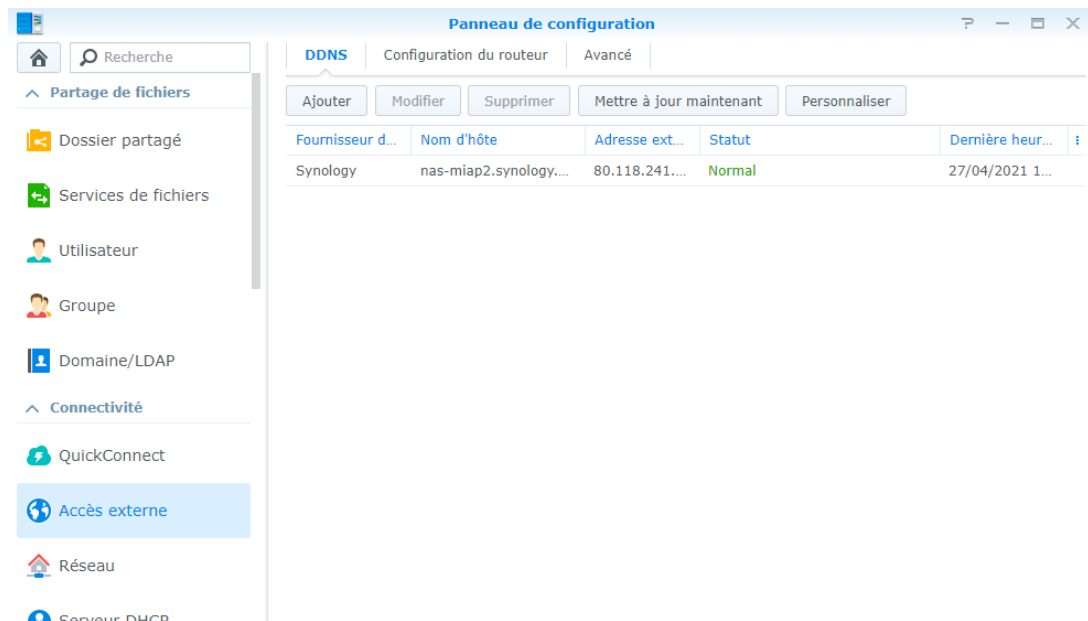 Panneau de configuration
Recherche
DDNS Configuration du routeur Avancé
Partage de fichiers
Ajouter Modifier Supprimer Mettre à jour maintenant Personnaliser
Fournisseur d... Nom d'hôte Adresse ext... Statut Dernière heur...
Dossier partagé
Synology nas-miap2.synology.... 80.118.241.... Normal 27/04/2021 1...
Services de fichiers
Utilisateur
Groupe
Domaine/LDAP
Connectivité
QuickConnect
Accès externe
Réseau
Serveur DHCP